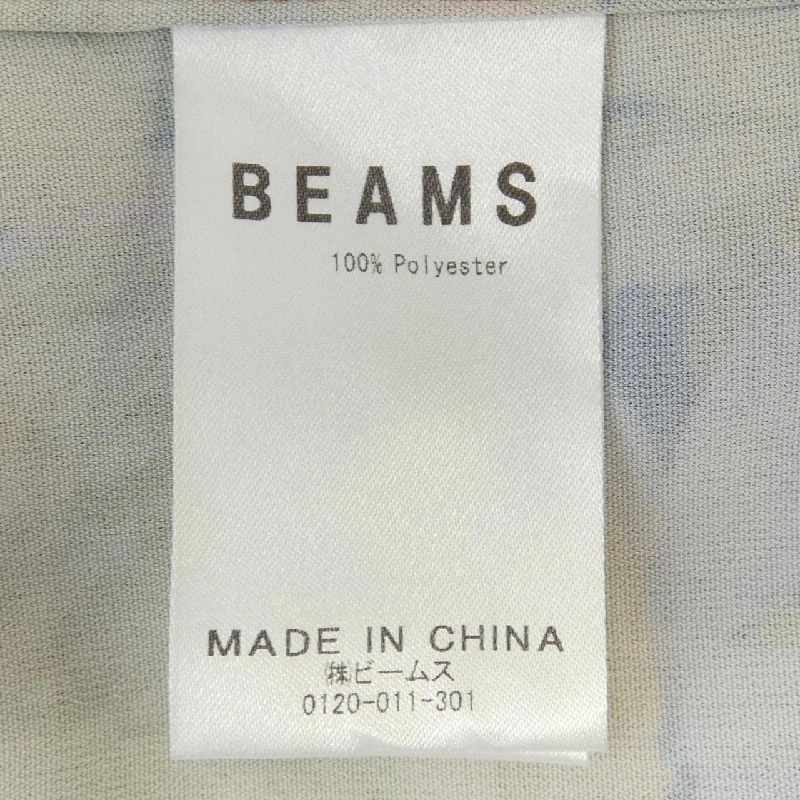 BEAMS
100% Polyester
MADE IN CHINA
㈱ビームス
0120-011-301